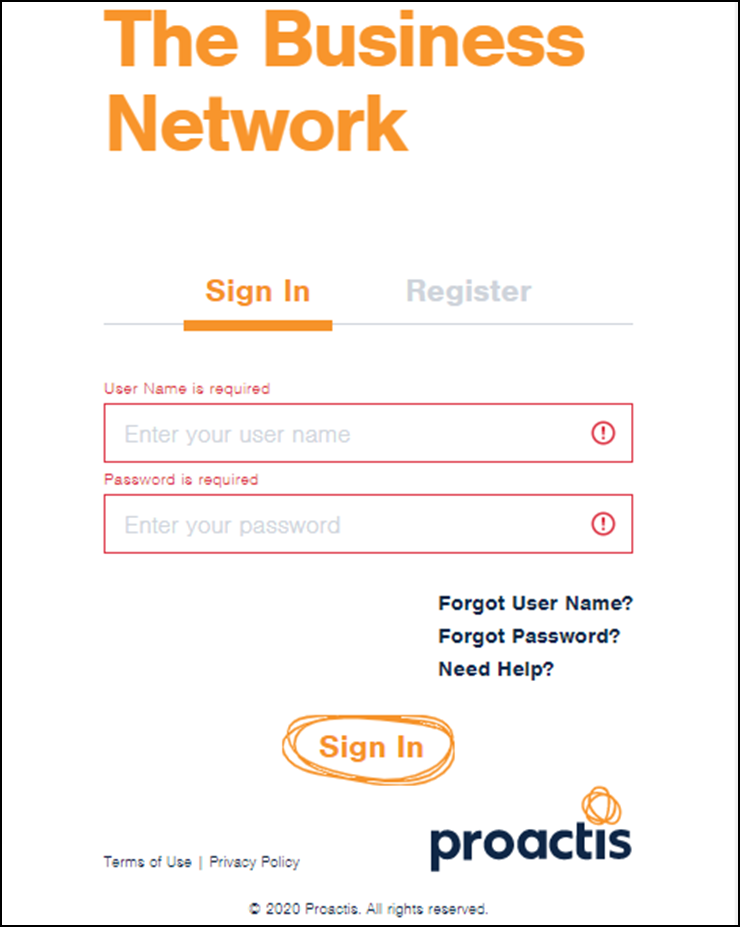 The Business
Network
Sign In
Register
User Name is required
Enter your user name
Password is required
Enter your password
Forgot User Name?
Forgot Password?
Need Help?
Sign In
proactis
Terms of Use | Privacy Policy
© 2020 Proactis. All rights reserved.